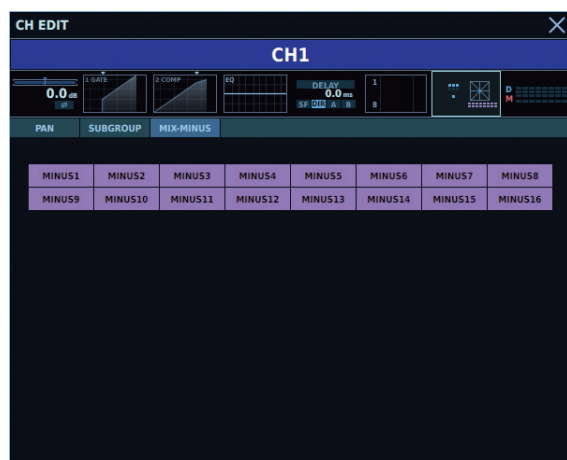 CH EDIT
CH1
1 GATE 2 COMP EQ DELAY 1
0.0 dB 0.0 ms D
Ø SF DIR A B 8 M
PAN SUBGROUP MIX-MINUS
MINUS1 MINUS2 MINUS3 MINUS4 MINUS5 MINUS6 MINUS7 MINUS8
MINUS9 MINUS10 MINUS11 MINUS12 MINUS13 MINUS14 MINUS15 MINUS16